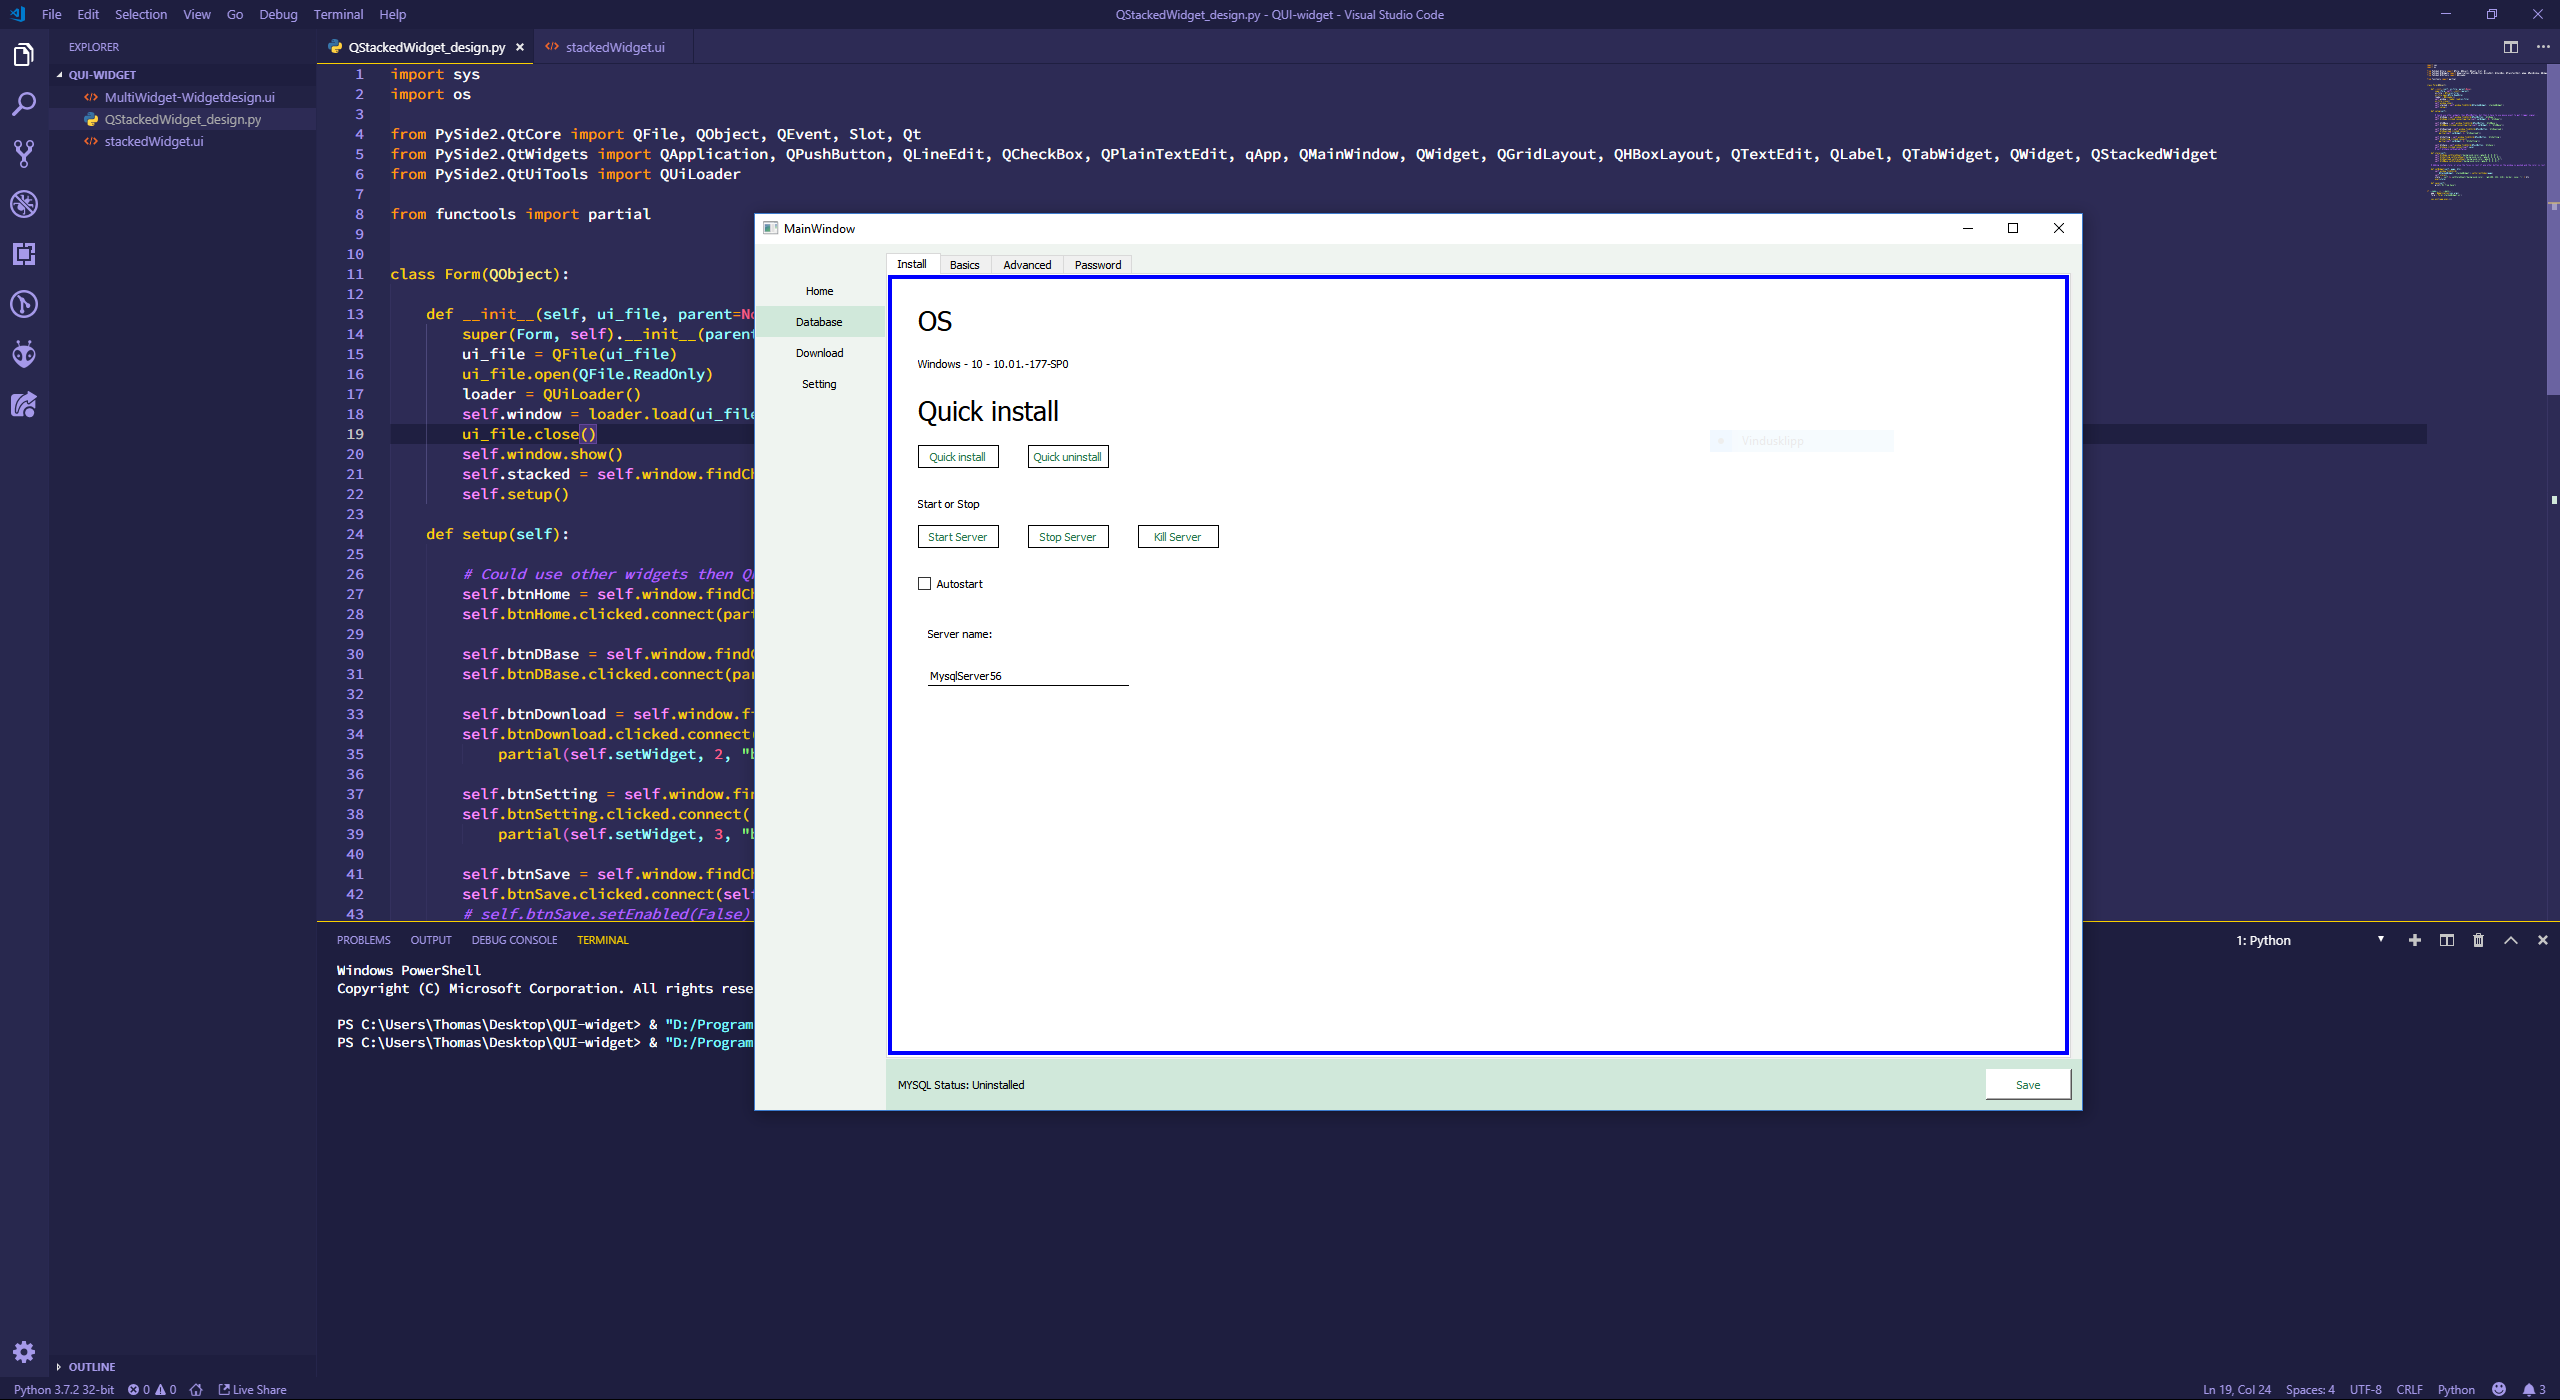 File Edit Selection View Go Debug Terminal Help
QStackedWidget_design.py - QUI-widget - Visual Studio Code
EXPLORER
QUI-WIDGET
MultiWidget-Widgetdesign.ui
QStackedWidget_design.py
stackedWidget.ui
OUTLINE
QStackedWidget_design.py
stackedWidget.ui
1 import sys
2 import os
3
4 from PySide2.QtCore import QFile, QObject, QEvent, Slot, Qt
5 from PySide2.QtWidgets import QApplication, QPushButton, QLineEdit, QCheckBox, QPlainTextEdit, qApp, QMainWindow, QWidget, QGridLayout, QHBoxLayout, QTextEdit, QLabel, QTabWidget, QWidget, QStackedWidget
6 from PySide2.QtUiTools import QUiLoader
7
8 from functools import partial
9
10
11 class Form(QObject):
12
13 def __init__(self, ui_file, parent=No
14 super(Form, self).__init__(paren
15 ui_file = QFile(ui_file)
16 ui_file.open(QFile.ReadOnly)
17 loader = QUiLoader()
18 self.window = loader.load(ui_file
19 ui_file.close()
20 self.window.show()
21 self.stacked = self.window.findCh
22 self.setup()
23
24 def setup(self):
25
26 # Could use other widgets then Q
27 self.btnHome = self.window.findCh
28 self.btnHome.clicked.connect(part
29
30 self.btnDBase = self.window.findC
31 self.btnDBase.clicked.connect(par
32
33 self.btnDownload = self.window.fi
34 self.btnDownload.clicked.connect(
35 partial(self.setWidget, 2, "b
36
37 self.btnSetting = self.window.fin
38 self.btnSetting.clicked.connect(
39 partial(self.setWidget, 3, "b
40
41 self.btnSave = self.window.findCh
42 self.btnSave.clicked.connect(sel
43 # self.btnSave.setEnabled(False)
MainWindow
Home
Database
Download
Setting
Install Basics Advanced Password
OS
Windows - 10 - 10.01.-177-SP0
Quick install
Quick install Quick uninstall
Vindusklipp
Start or Stop
Start Server Stop Server Kill Server
Autostart
Server name:
MysqlServer56
MYSQL Status: Uninstalled
Save
PROBLEMS OUTPUT DEBUG CONSOLE TERMINAL
1: Python
Windows PowerShell
Copyright (C) Microsoft Corporation. All rights rese
PS C:\Users\Thomas\Desktop\QUI-widget> & "D:/Program
PS C:\Users\Thomas\Desktop\QUI-widget> & "D:/Program
Python 3.7.2 32-bit 0 0 Live Share
Ln 19, Col 24 Spaces: 4 UTF-8 CRLF Python 3